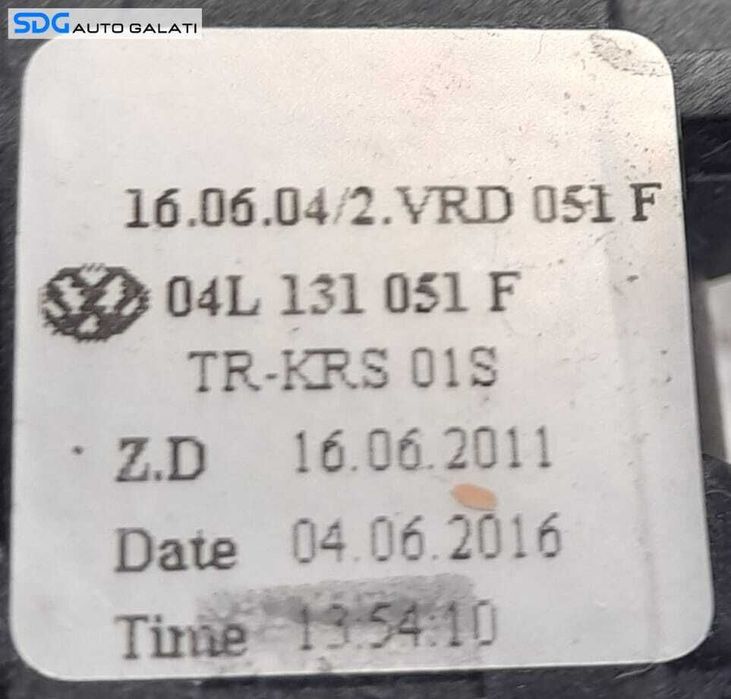 SDG AUTO GALATI
16.06.04/2.VRD 051 F
04L 131 051 F
TR-KRS 01S
Z.D 16.06.2011
Date 04.06.2016
Time 13:54:10